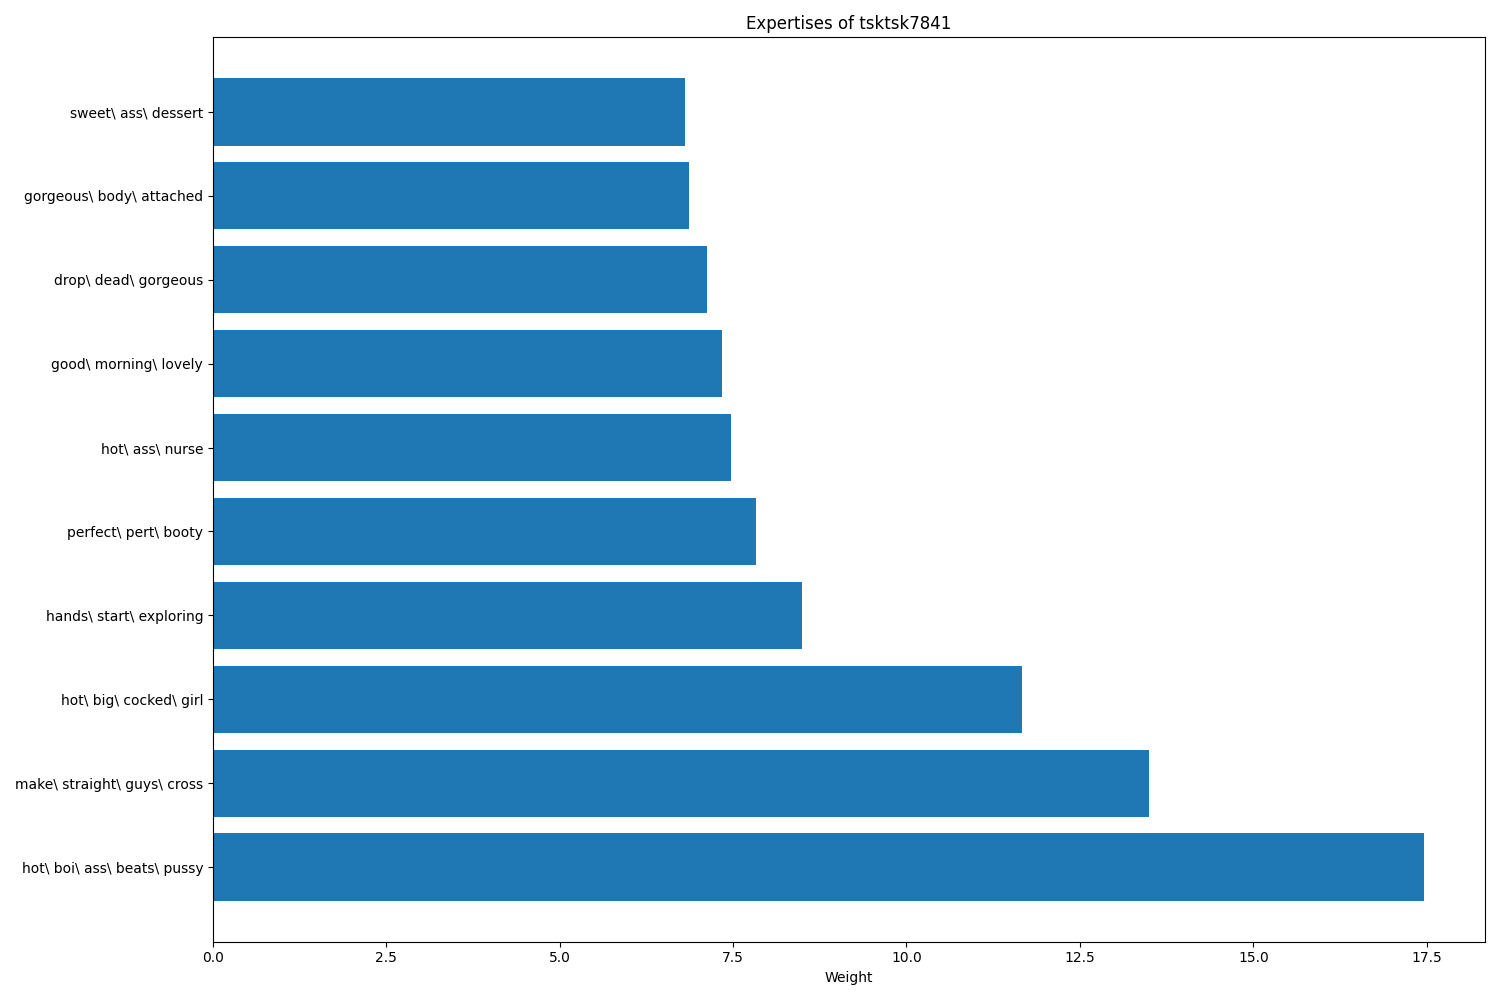 Expertises of tsktsk7841
sweet\ ass\ dessert
gorgeous\ body\ attached
drop\ dead\ gorgeous
good\ morning\ lovely
hot\ ass\ nurse
perfect\ pert\ booty
hands\ start\ exploring
hot\ big\ cocked\ girl
make\ straight\ guys\ cross
hot\ boi\ ass\ beats\ pussy
0.0 2.5 5.0 7.5 10.0 12.5 15.0 17.5
Weight